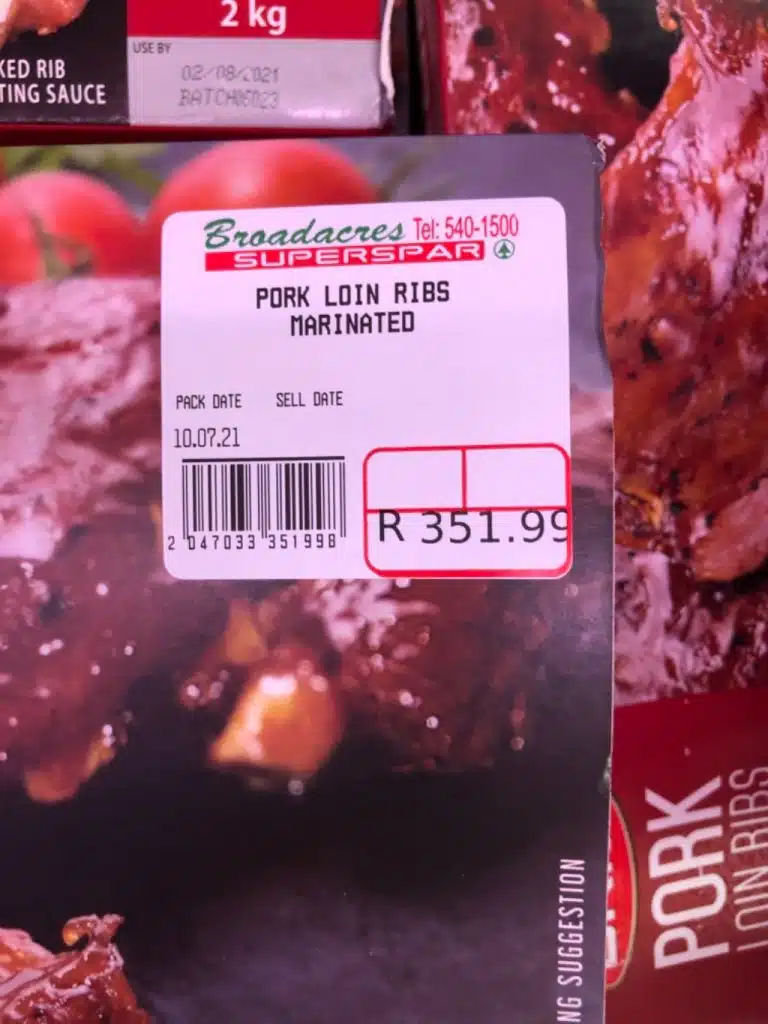 2 kg
USE BY
02/08/2021
BATCH06023
KED RIB
TING SAUCE
Broadacres Tel: 540-1500
SUPERSPAR
PORK LOIN RIBS
MARINATED
PACK DATE SELL DATE
10.07.21
R 351.99
2 047033 351998
PORK
LOIN RIBS
NG SUGGESTION